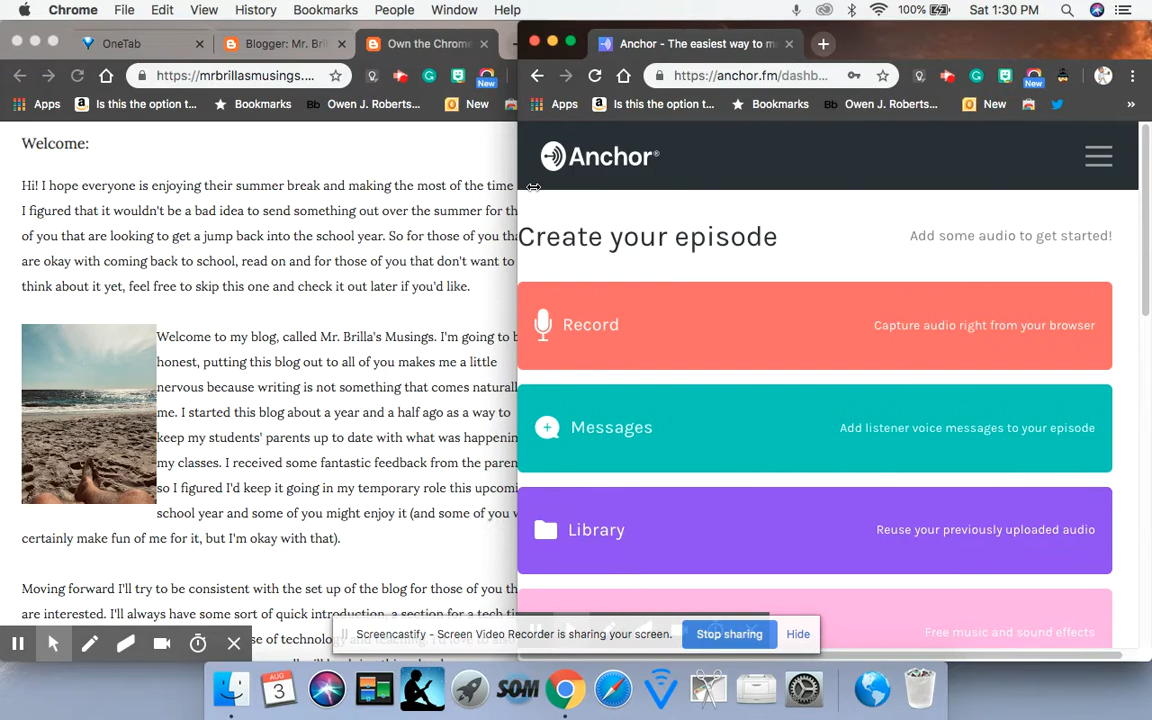 Chrome File Edit View History Bookmarks People Window Help 100% Sat 1:30 PM
OneTab
Blogger: Mr. Bril
Own the Chrome
https://mrbrillasmusings....
New
Apps Is this the option t... Bookmarks Owen J. Roberts... New
Welcome:
Hi! I hope everyone is enjoying their summer break and making the most of the time
I figured that it wouldn't be a bad idea to send something out over the summer for th
of you that are looking to get a jump back into the school year. So for those of you th
are okay with coming back to school, read on and for those of you that don't want to
think about it yet, feel free to skip this one and check it out later if you'd like.
Welcome to my blog, called Mr. Brilla's Musings. I'm going to b
honest, putting this blog out to all of you makes me a little
nervous because writing is not something that comes naturall
me. I started this blog about a year and a half ago as a way to
keep my students' parents up to date with what was happenin
my classes. I received some fantastic feedback from the paren
so I figured I'd keep it going in my temporary role this upcomi
school year and some of you might enjoy it (and some of you w
certainly make fun of me for it, but I'm okay with that).
Moving forward I'll try to be consistent with the set up of the blog for those of you th
are interested. I'll always have some sort of quick introduction, a section for a tech ti
Anchor - The easiest way to m
https://anchor.fm/dashb...
New
Apps Is this the option t... Bookmarks Bb Owen J. Roberts... New »
Anchor®
Create your episode
Add some audio to get started!
Record
Capture audio right from your browser
Messages
Add listener voice messages to your episode
Library
Reuse your previously uploaded audio
Free music and sound effects
Screencastify - Screen Video Recorder is sharing your screen. Stop sharing Hide
AUG
3
SOM